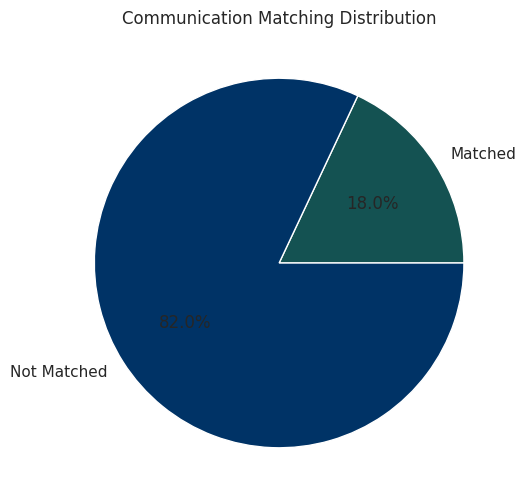 Communication Matching Distribution
Matched
18.0%
82.0%
Not Matched